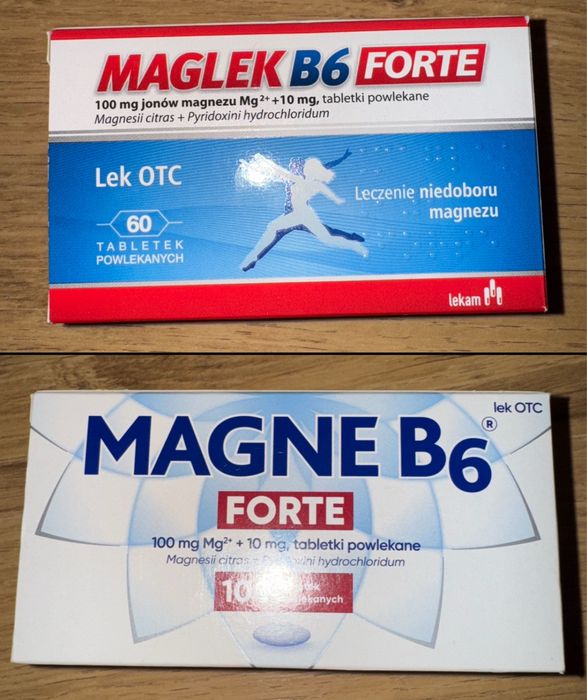 MAGLEK B6 FORTE
100 mg jonów magnezu Mg²⁺ + 10 mg, tabletki powlekane
Magnesii citras + Pyridoxini hydrochloridum
Lek OTC
Leczenie niedoboru
magnezu
60
TABLETEK
POWLEKANYCH
lekam
lek OTC
MAGNE B6®
FORTE
100 mg Mg²⁺ + 10 mg, tabletki powlekane
Magnesii citras + Pyridoxini hydrochloridum